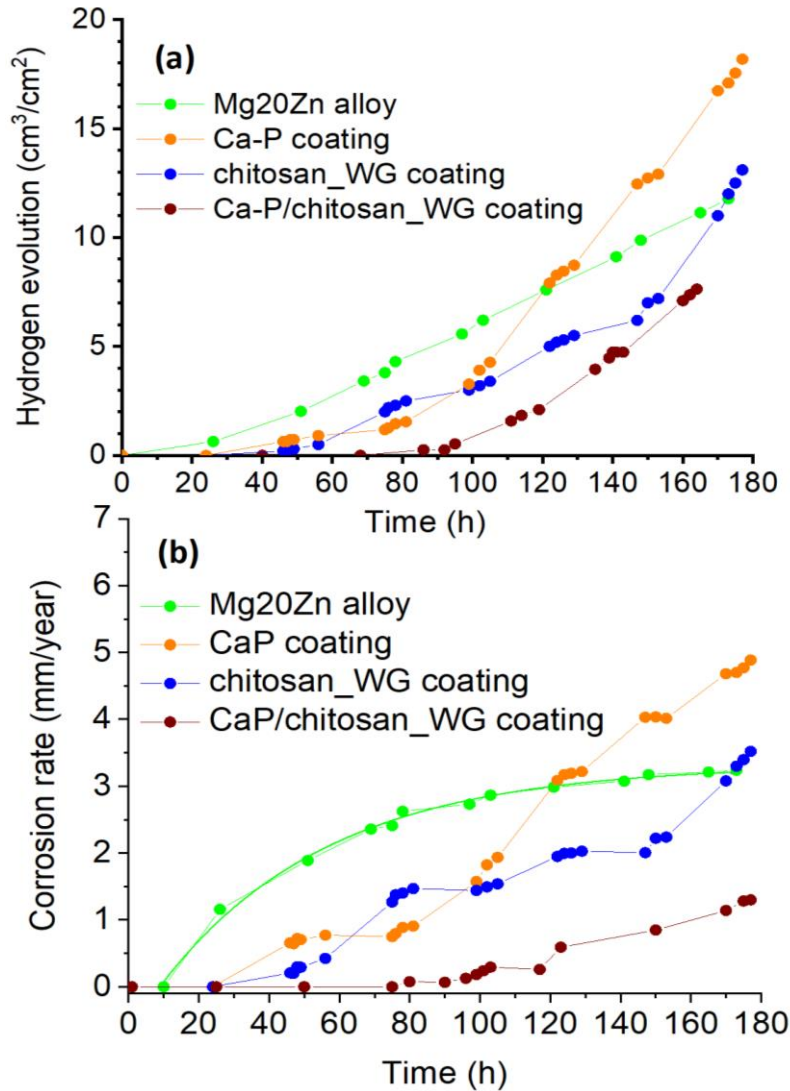 20
(a)
Mg20Zn alloy
15
Ca-P coating
chitosan_WG coating
Ca-P/chitosan_WG coating
10
5
0
Hydrogen evolution (cm³/cm²)
0 20 40 60 80 100 120 140 160 180
Time (h)
7
(b)
6
Mg20Zn alloy
CaP coating
5
chitosan_WG coating
4
CaP/chitosan_WG coating
3
2
1
0
Corrosion rate (mm/year)
0 20 40 60 80 100 120 140 160 180
Time (h)